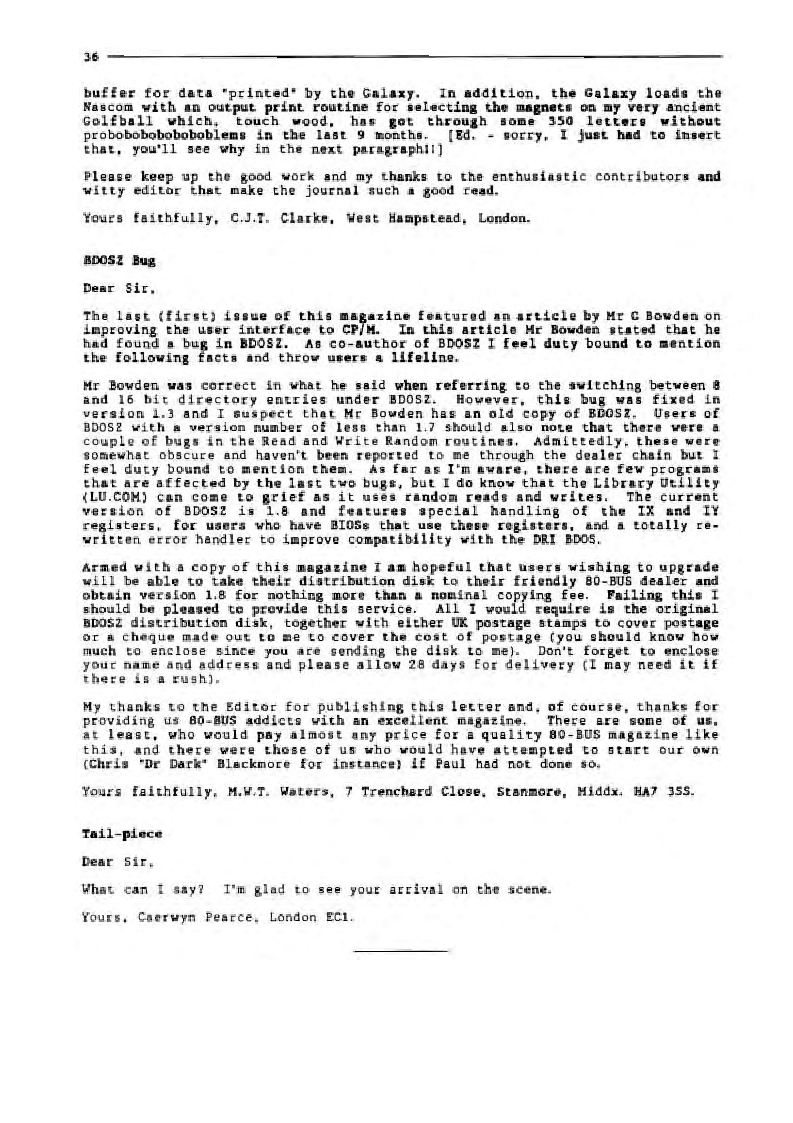 36
buffer for data "printed" by the Galaxy. In addition, the Galaxy loads the
Nascom with an output print routine for selecting the magnets on my very ancient
Golfball which, touch wood, has got through some 350 letters without
proboboboboboboblems in the last 9 months. [Ed. - sorry, I just had to insert
that, you'll see why in the next paragraph!!]
Please keep up the good work and my thanks to the enthusiastic contributors and
witty editor that make the journal such a good read.
Yours faithfully, C.J.T. Clarke, West Hampstead, London.
BDOSZ Bug
Dear Sir,
The last (first) issue of this magazine featured an article by Mr C Bowden on
improving the user interface to CP/M. In this article Mr Bowden stated that he
had found a bug in BDOSZ. As co-author of BDOSZ I feel duty bound to mention
the following facts and throw users a lifeline.
Mr Bowden was correct in what he said when referring to the switching between 8
and 16 bit directory entries under BDOSZ. However, this bug was fixed in
version 1.3 and I suspect that Mr Bowden has an old copy of BDOSZ. Users of
BDOSZ with a version number of less than 1.7 should also note that there were a
couple of bugs in the Read and Write Random routines. Admittedly, these were
somewhat obscure and haven't been reported to me through the dealer chain but I
feel duty bound to mention them. As far as I'm aware, there are few programs
that are affected by the last two bugs, but I do know that the Library Utility
(LU.COM) can come to grief as it uses random reads and writes. The current
version of BDOSZ is 1.8 and features special handling of the IX and IY
registers, for users who have BIOSs that use these registers, and a totally re-
written error handler to improve compatibility with the DRI BDOS.
Armed with a copy of this magazine I am hopeful that users wishing to upgrade
will be able to take their distribution disk to their friendly 80-BUS dealer and
obtain version 1.8 for nothing more than a nominal copying fee. Failing this I
should be pleased to provide this service. All I would require is the original
BDOSZ distribution disk, together with either UK postage stamps to cover postage
or a cheque made out to me to cover the cost of postage (you should know how
much to enclose since you are sending the disk to me). Don't forget to enclose
your name and address and please allow 28 days for delivery (I may need it if
there is a rush).
My thanks to the Editor for publishing this letter and, of course, thanks for
providing us 80-BUS addicts with an excellent magazine. There are some of us,
at least, who would pay almost any price for a quality 80-BUS magazine like
this, and there were those of us who would have attempted to start our own
(Chris "Dr Dark" Blackmore for instance) if Paul had not done so.
Yours faithfully, M.W.T. Waters, 7 Trenchard Close, Stanmore, Middx. HA7 3SS.
Tail-piece
Dear Sir,
What can I say? I'm glad to see your arrival on the scene.
Yours, Caerwyn Pearce, London EC1.